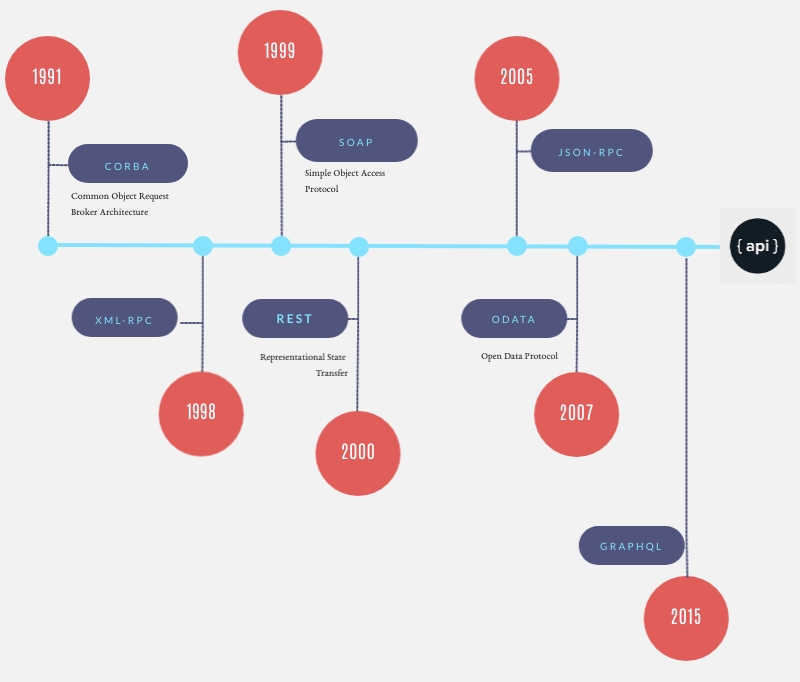 1991
CORBA
Common Object Request
Broker Architecture
1999
SOAP
Simple Object Access
Protocol
2005
JSON-RPC
{ api }
XML-RPC
1998
REST
Representational State
Transfer
2000
ODATA
Open Data Protocol
2007
GRAPHQL
2015